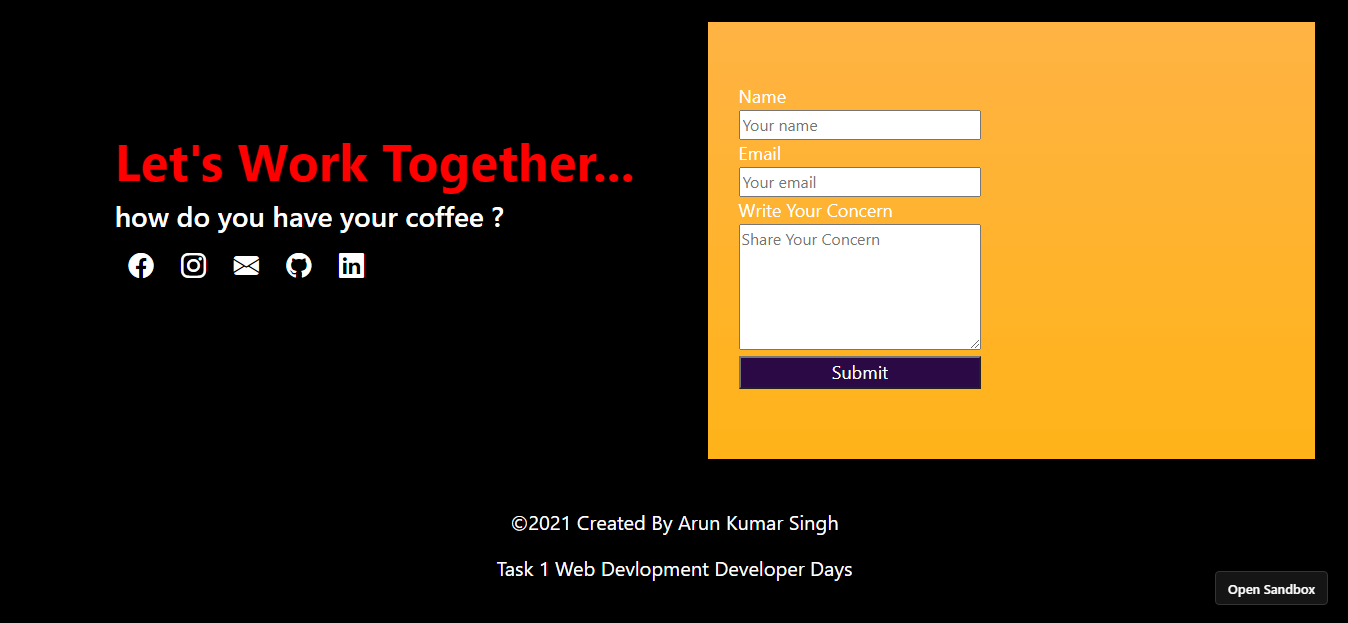 Let's Work Together...
how do you have your coffee ?
Name
Your name
Email
Your email
Write Your Concern
Share Your Concern
Submit
©2021 Created By Arun Kumar Singh
Task 1 Web Devlopment Developer Days
Open Sandbox